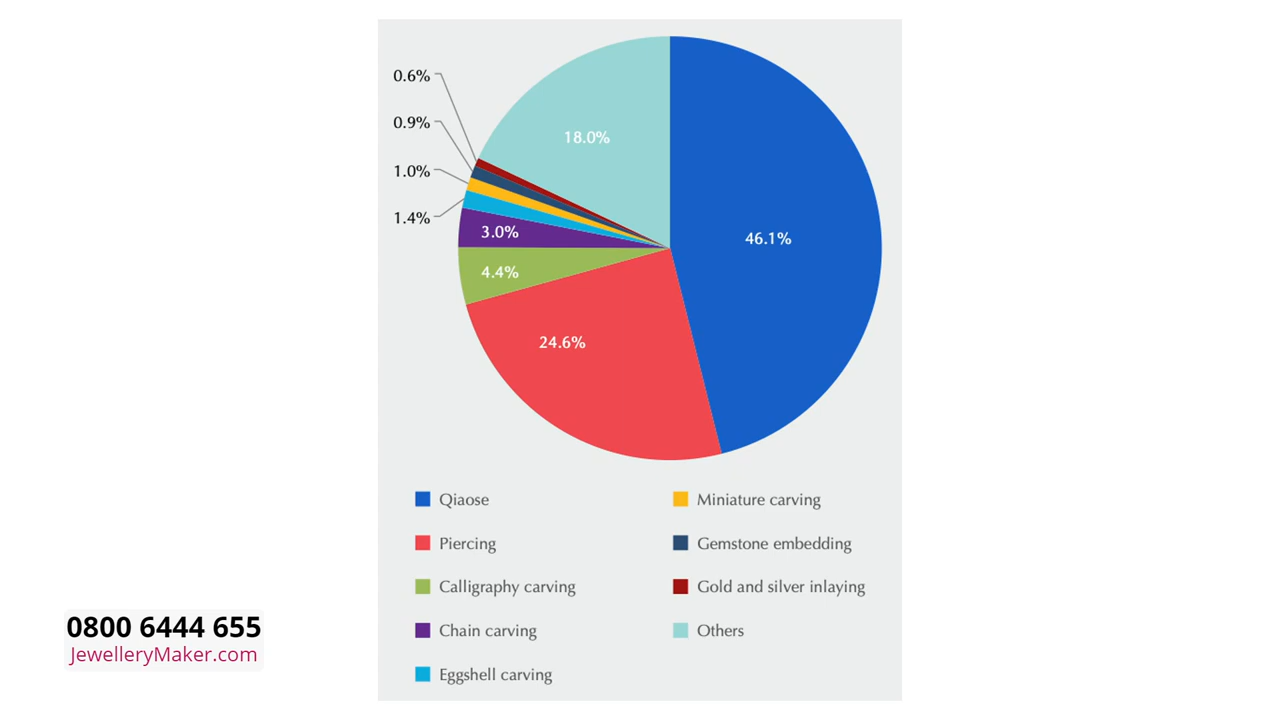 0.6%
0.9%
1.0%
1.4%
18.0%
46.1%
3.0%
4.4%
24.6%
Qiaose
Piercing
Calligraphy carving
Chain carving
Eggshell carving
Miniature carving
Gemstone embedding
Gold and silver inlaying
Others
0800 6444 655
JewelleryMaker.com